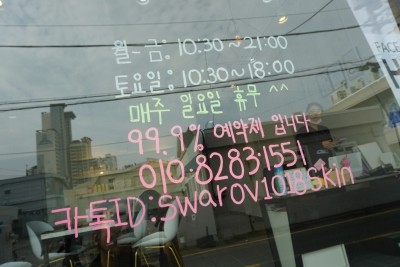 월-금: 10:30~21:00
토요일: 10:30~18:00
매주 일요일 휴무 ^^
99.9% 예약제 입니다
010.8283.1551
카톡ID:Swarov1018Skin
FACE